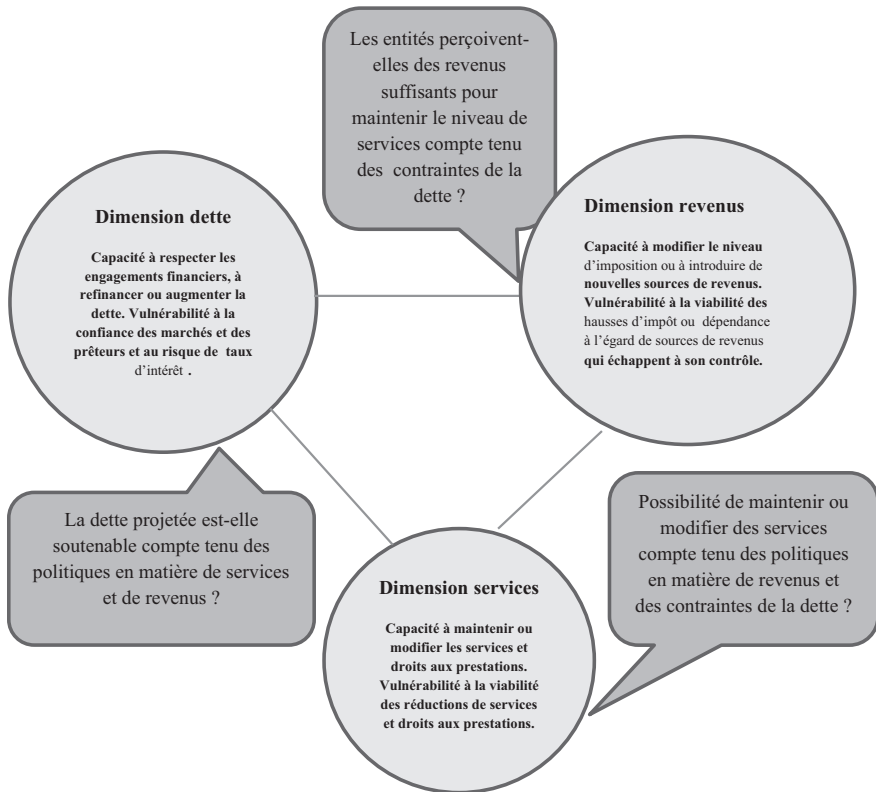 Les entités perçoivent-
elles des revenus
suffisants pour
maintenir le niveau de
services compte tenu
des contraintes de la
dette ?
Dimension dette
Capacité à respecter les
engagements financiers, à
refinancer ou augmenter la
dette. Vulnérabilité à la
confiance des marchés et des
prêteurs et au risque de taux
d'intérêt .
Dimension revenus
Capacité à modifier le niveau
d'imposition ou à introduire de
nouvelles sources de revenus.
Vulnérabilité à la viabilité des
hausses d'impôt ou dépendance
à l'égard de sources de revenus
qui échappent à son contrôle.
La dette projetée est-elle
soutenable compte tenu des
politiques en matière de services
et de revenus ?
Dimension services
Capacité à maintenir ou
modifier les services et
droits aux prestations.
Vulnérabilité à la viabilité
des réductions de services
et droits aux prestations.
Possibilité de maintenir ou
modifier des services
compte tenu des politiques
en matière de revenus et
des contraintes de la dette ?